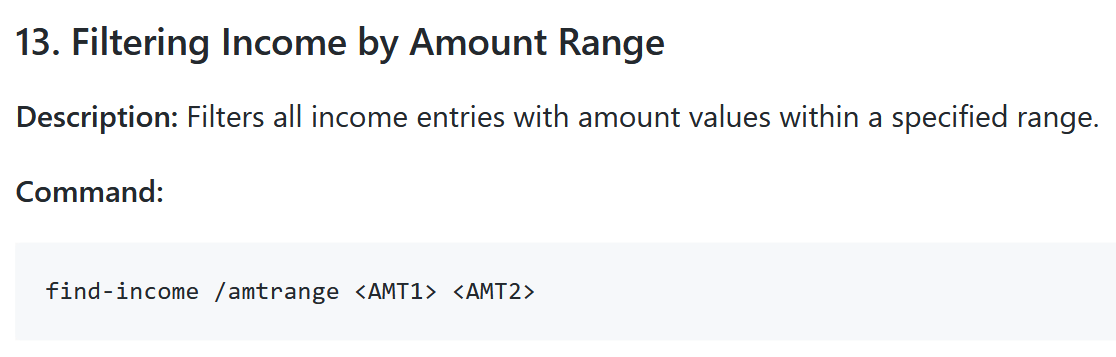 13. Filtering Income by Amount Range
Description: Filters all income entries with amount values within a specified range.
Command:
find-income /amtrange <AMT1> <AMT2>